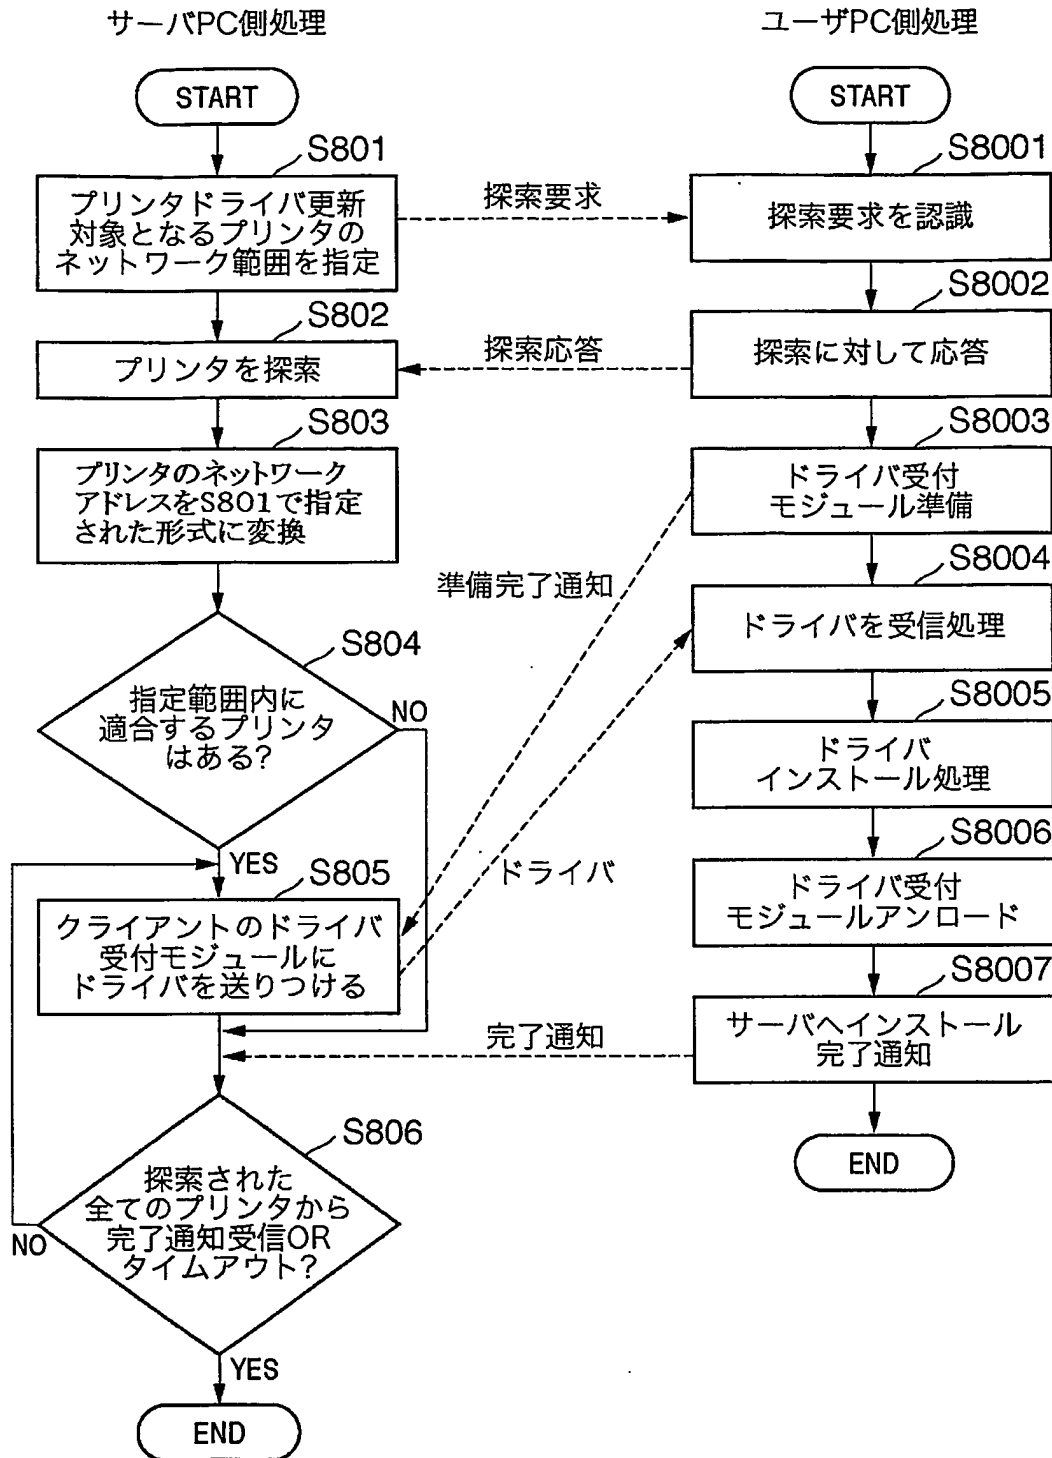 サーバPC側処理
START
S801
プリンタドライバ更新
対象となるプリンタの
ネットワーク範囲を指定
S802
プリンタを探索
S803
プリンタのネットワーク
アドレスをS801で指定
された形式に変換
S804
指定範囲内に
適合するプリンタ
はある?
NO
YES
S805
クライアントのドライバ
受付モジュールに
ドライバを送りつける
S806
探索された
全てのプリンタから
完了通知受信OR
タイムアウト?
NO
YES
END
探索要求
探索応答
準備完了通知
ドライバ
完了通知
ユーザPC側処理
START
S8001
探索要求を認識
S8002
探索に対して応答
S8003
ドライバ受付
モジュール準備
S8004
ドライバを受信処理
S8005
ドライバ
インストール処理
S8006
ドライバ受付
モジュールアンロード
S8007
サーバへインストール
完了通知
END